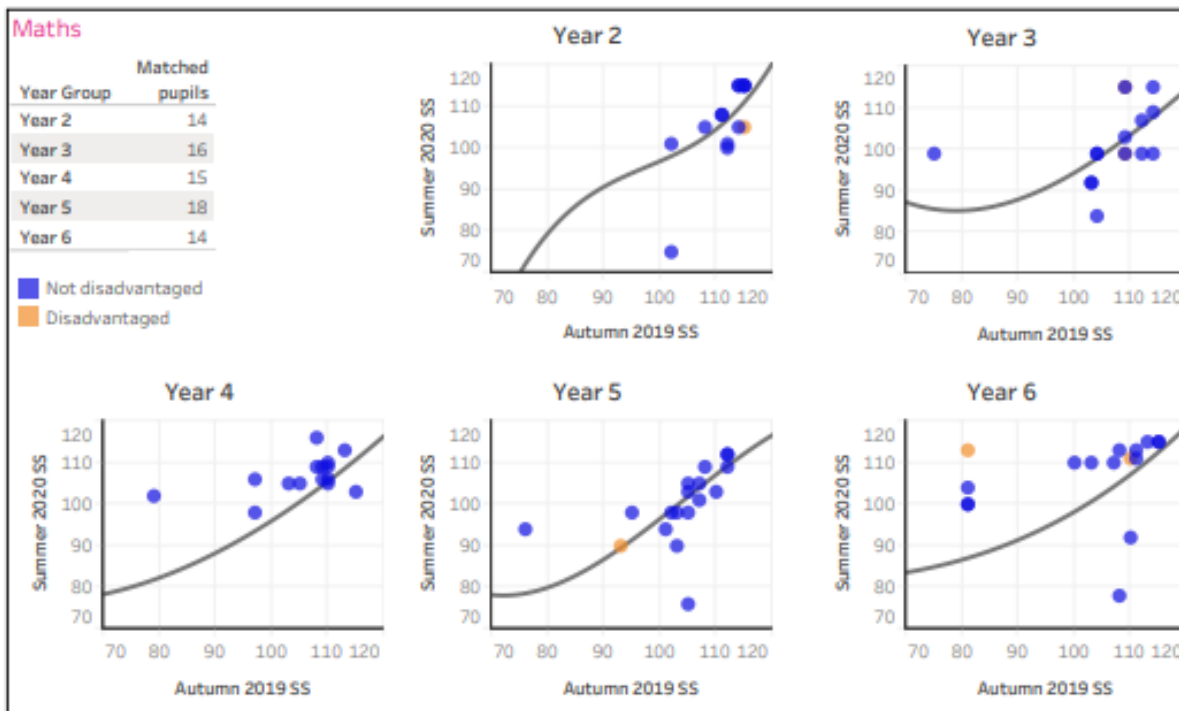 Maths
Matched
Year Group pupils
Year 2 14
Year 3 16
Year 4 15
Year 5 18
Year 6 14
Not disadvantaged
Disadvantaged
Year 2
Summer 2020 SS
120
110
100
90
80
70
70 80 90 100 110 120
Autumn 2019 SS
Year 3
Summer 2020 SS
120
110
100
90
80
70
70 80 90 100 110 120
Autumn 2019 SS
Year 4
Summer 2020 SS
120
110
100
90
80
70
70 80 90 100 110 120
Autumn 2019 SS
Year 5
Summer 2020 SS
120
110
100
90
80
70
70 80 90 100 110 120
Autumn 2019 SS
Year 6
Summer 2020 SS
120
110
100
90
80
70
70 80 90 100 110 120
Autumn 2019 SS